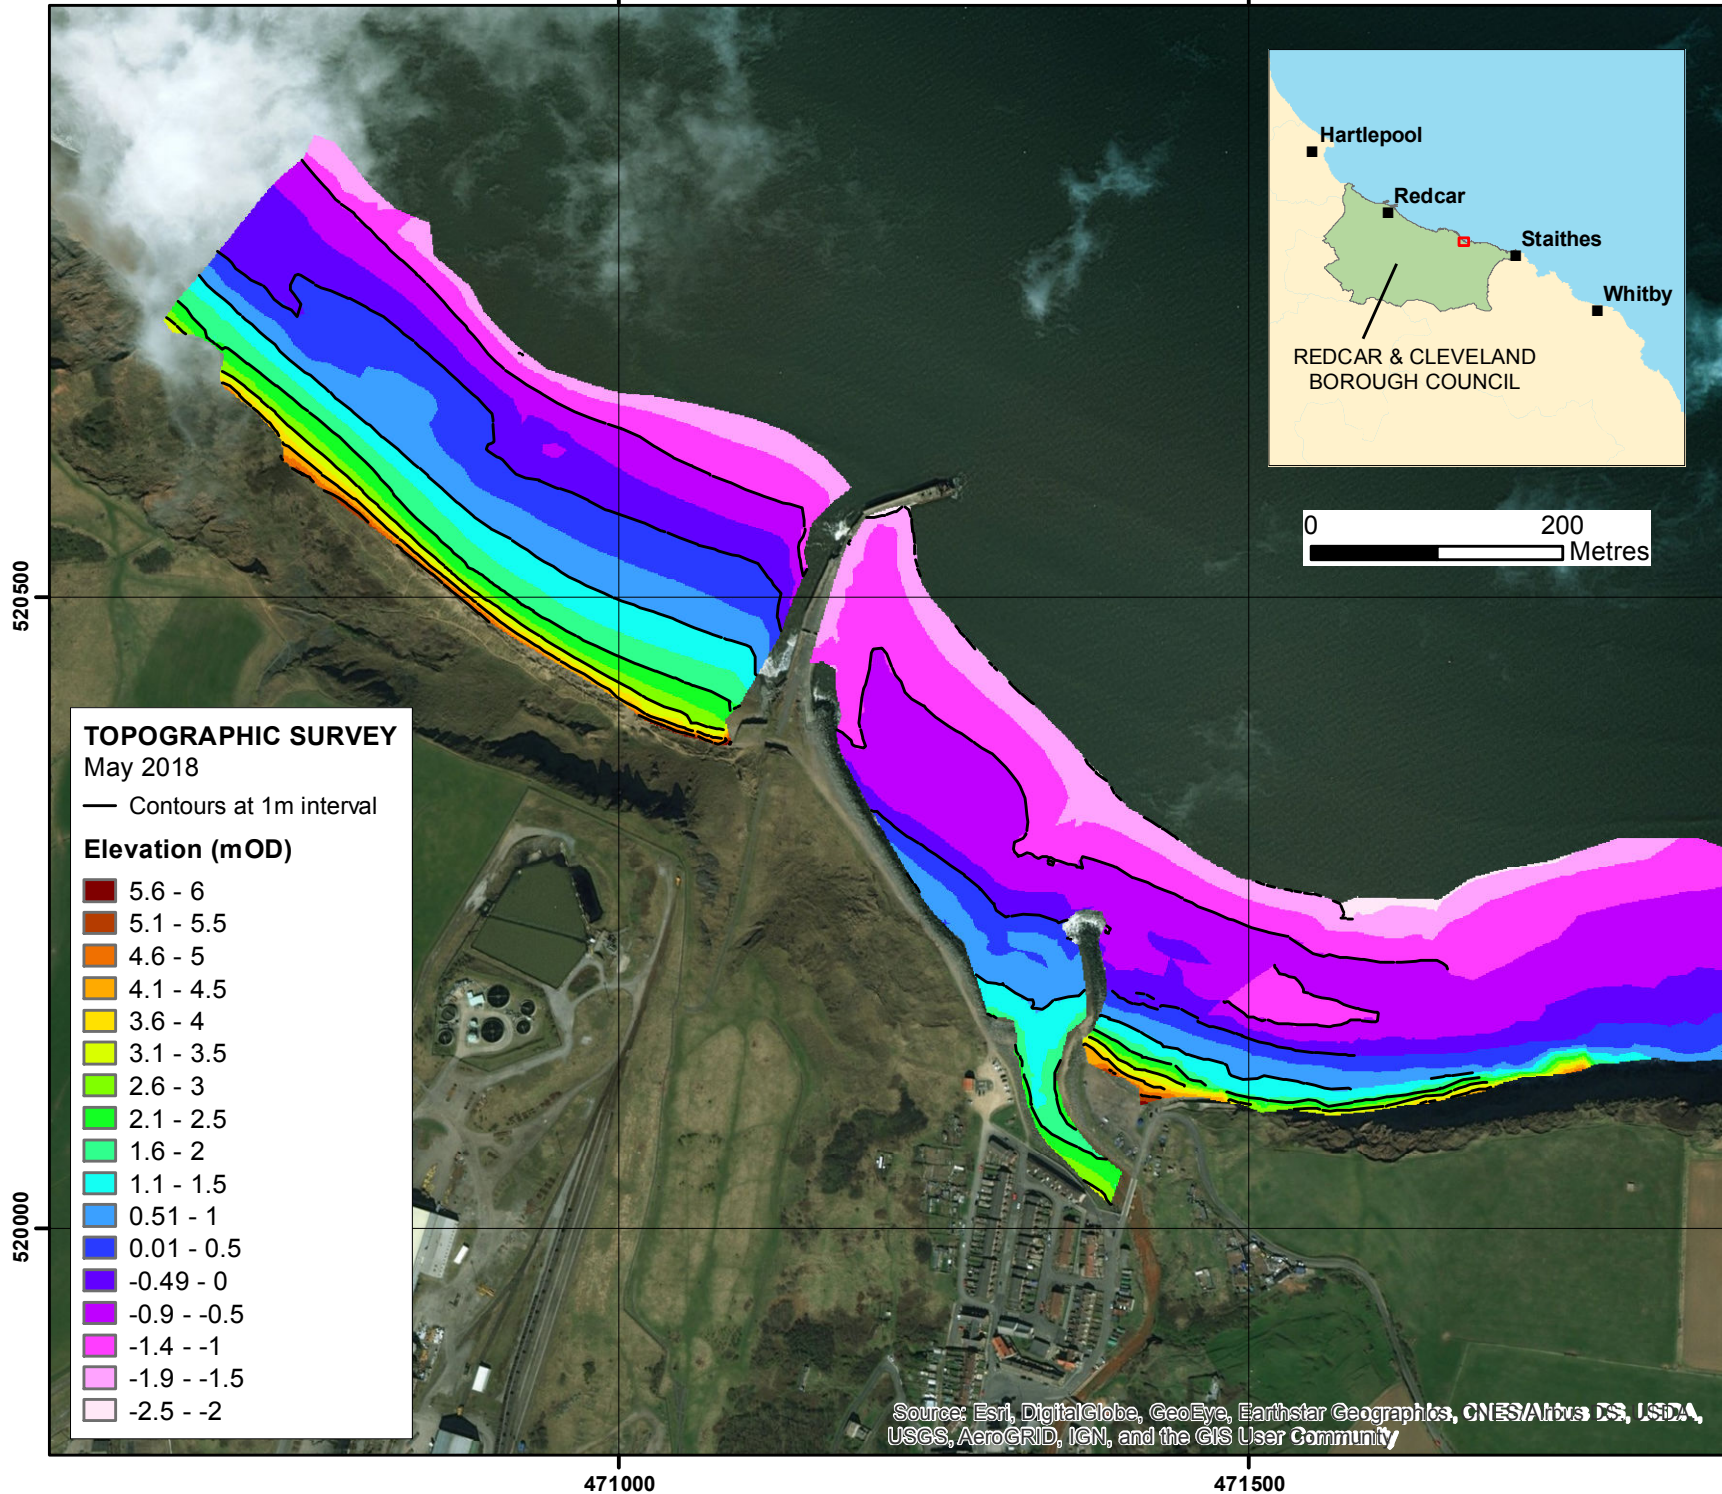 Hartlepool
Redcar
Staithes
Whitby
REDCAR & CLEVELAND
BOROUGH COUNCIL
0 200
Metres
520500
520000
TOPOGRAPHIC SURVEY
May 2018
Contours at 1m interval
Elevation (mOD)
5.6 - 6
5.1 - 5.5
4.6 - 5
4.1 - 4.5
3.6 - 4
3.1 - 3.5
2.6 - 3
2.1 - 2.5
1.6 - 2
1.1 - 1.5
0.51 - 1
0.01 - 0.5
-0.49 - 0
-0.9 - -0.5
-1.4 - -1
-1.9 - -1.5
-2.5 - -2
Source: Esri, DigitalGlobe, GeoEye, Earthstar Geographics, CNES/Airbus DS, USDA,
USGS, AeroGRID, IGN, and the GIS User Community
471000 471500